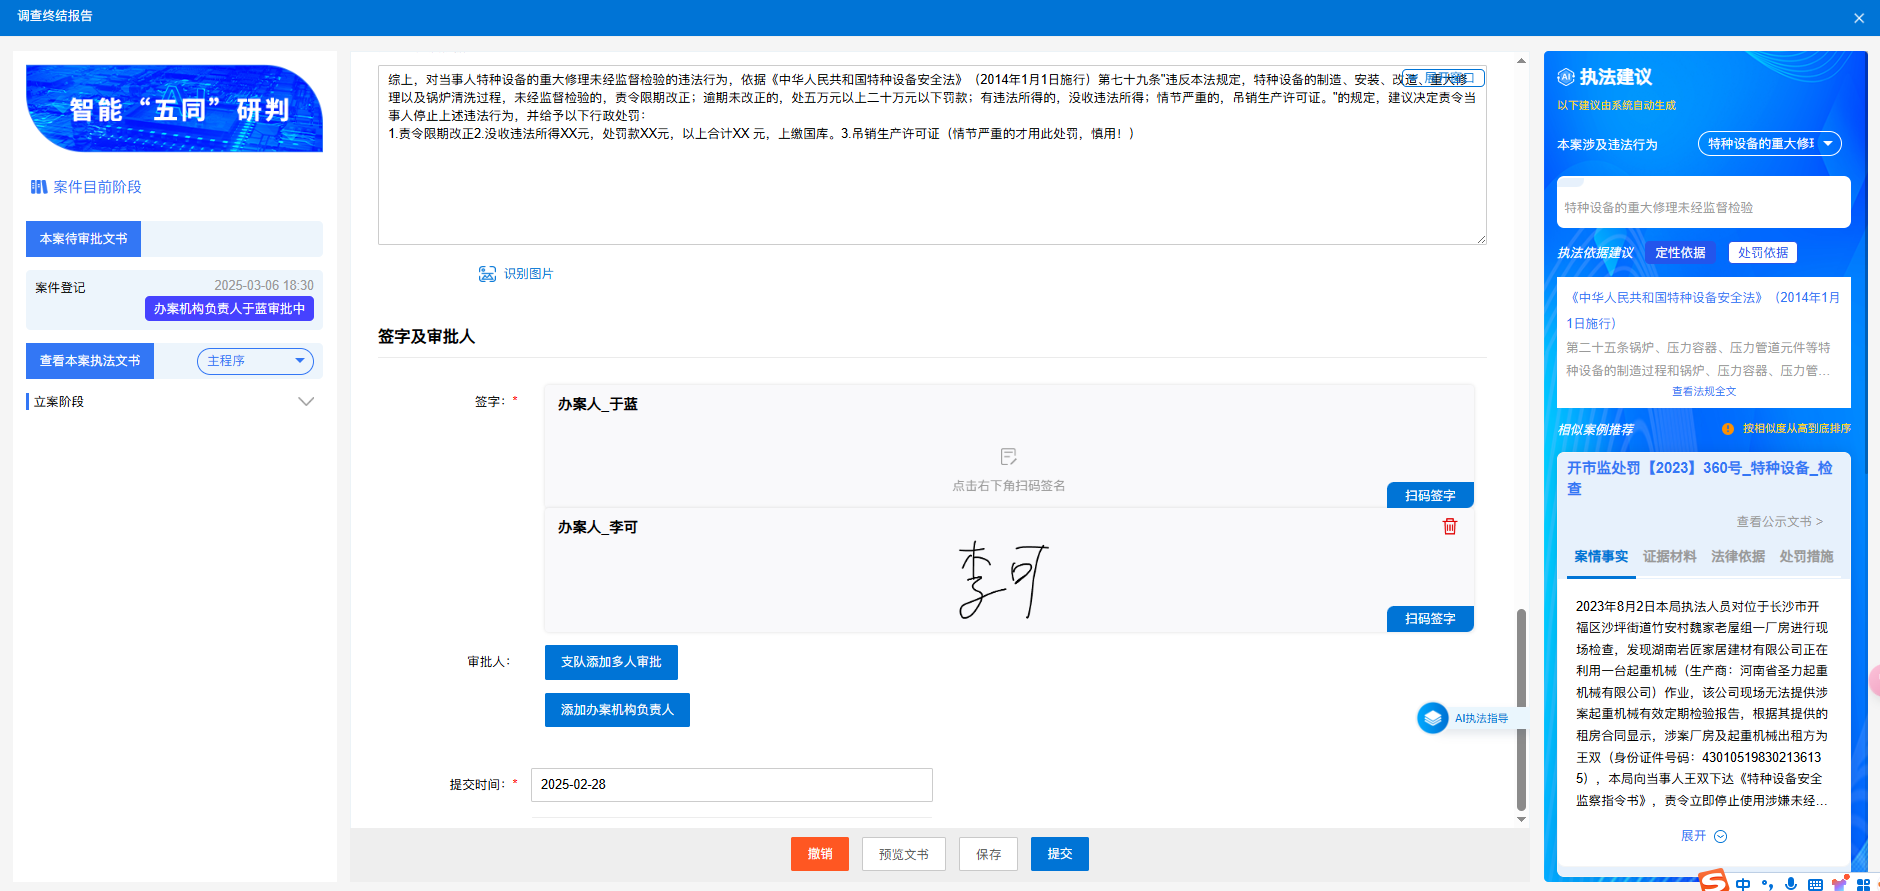 调查终结报告
智能“五同”研判
案件目前阶段
本案待审批文书
案件登记
2025-03-06 18:30
办案机构负责人于蓝审批中
查看本案执法文书
主程序
立案阶段
综上，对当事人特种设备的重大修理未经监督检验的违法行为，依据《中华人民共和国特种设备安全法》（2014年1月1日施行）第七十九条"违反本法规定，特种设备的制造、安装、改造、重大修
理以及锅炉清洗过程，未经监督检验的，责令限期改正；逾期未改正的，处五万元以上二十万元以下罚款；有违法所得的，没收违法所得；情节严重的，吊销生产许可证。"的规定，建议决定责令当
事人停止上述违法行为，并给予以下行政处罚：
1.责令限期改正2.没收违法所得XX元，处罚款XX元，以上合计XX 元，上缴国库。3.吊销生产许可证（情节严重的才用此处罚，慎用！）
识别图片
签字及审批人
签字：*
办案人_于蓝
点击右下角扫码签名
扫码签字
办案人_李可
李可
扫码签字
审批人：
支队添加多人审批
添加办案机构负责人
AI执法指导
提交时间：*
2025-02-28
撤销
预览文书
保存
提交
AI 执法建议
以下建议由系统自动生成
本案涉及违法行为
特种设备的重大修理
特种设备的重大修理未经监督检验
执法依据建议
定性依据
处罚依据
《中华人民共和国特种设备安全法》（2014年1月
1日施行）
第二十五条锅炉、压力容器、压力管道元件等特
种设备的制造过程和锅炉、压力容器、压力管...
查看法规全文
相似案例推荐
按相似度从高到底排序
开市监处罚【2023】360号_特种设备_检
查
查看公示文书 >
案情事实
证据材料
法律依据
处罚措施
2023年8月2日本局执法人员对位于长沙市开
福区沙坪街道竹安村魏家老屋组一厂房进行现
场检查，发现湖南岩匠家居建材有限公司正在
利用一台起重机械（生产商：河南省圣力起重
机械有限公司）作业，该公司现场无法提供涉
案起重机械有效定期检验报告，根据其提供的
租房合同显示，涉案厂房及起重机械出租方为
王双（身份证件号码：43010519830213613
5），本局向当事人王双下达《特种设备安全
监察指令书》，责令立即停止使用涉嫌未经...
展开
中